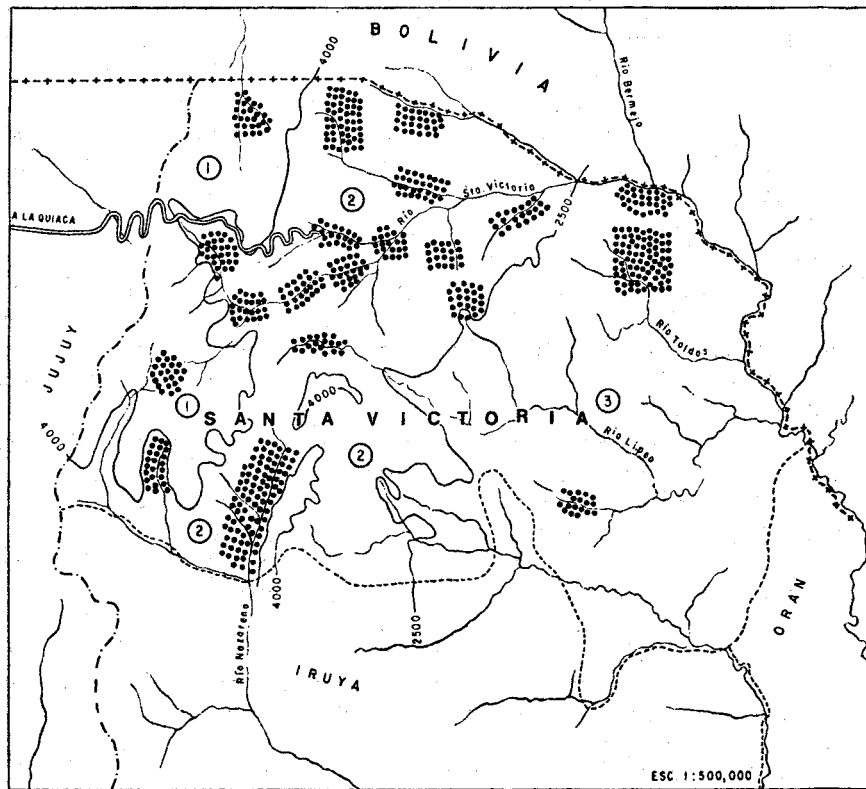 BOLIVIA
4000
Río Bermejo
1
2
Río Sta. Victoria
2500
A LA QUIACA
JUJUY
Río Toldos
4000
1
SANTA VICTORIA
3
4000
2
Río Lipeo
2
4000
2500
Río Nazareno
IRUYA
ORAN
ESC. 1:500,000